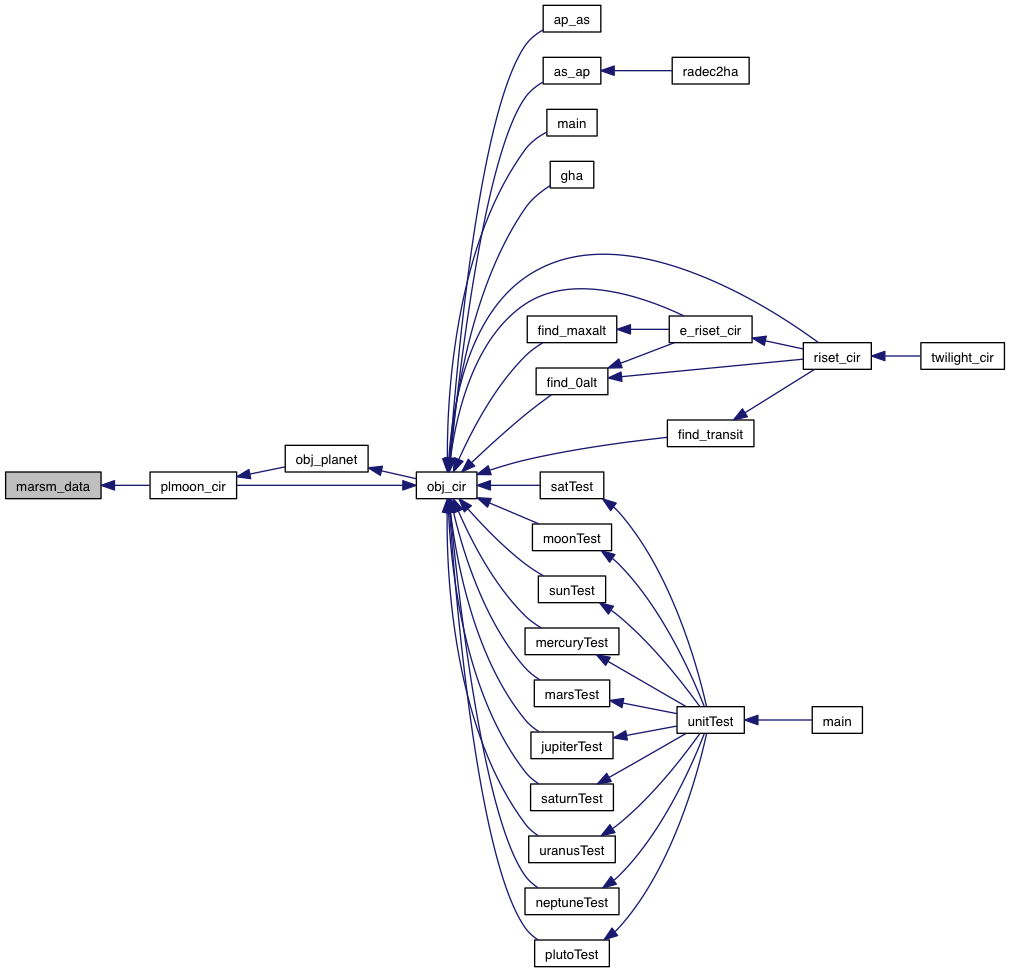 ap_as
as_ap
radec2ha
main
gha
find_maxalt
e_riset_cir
riset_cir
twilight_cir
find_0alt
find_transit
obj_planet
marsm_data
plmoon_cir
obj_cir
satTest
moonTest
sunTest
mercuryTest
marsTest
unitTest
main
jupiterTest
saturnTest
uranusTest
neptuneTest
plutoTest